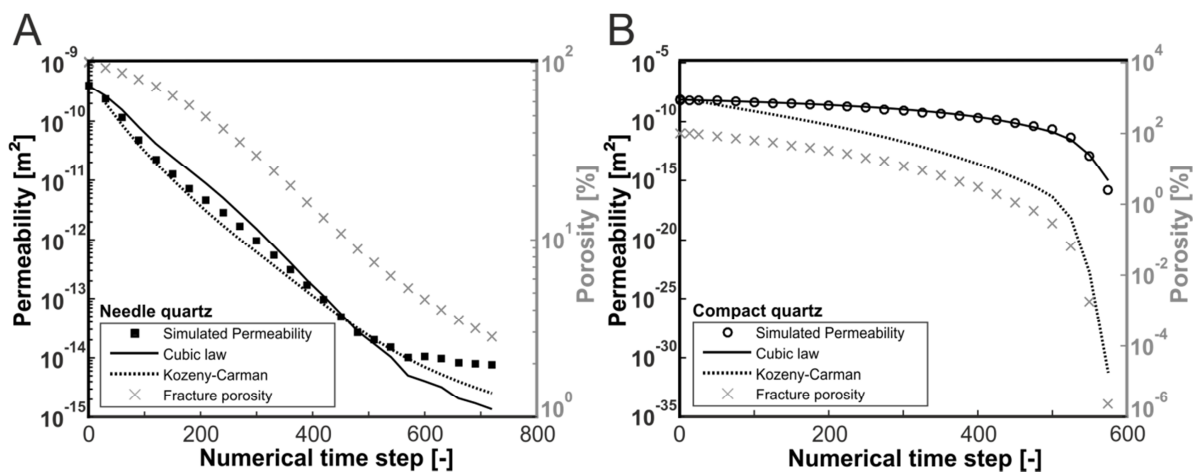 A
10^-9
10^-10
10^-11
10^-12
10^-13
10^-14
10^-15
Permeability [m²]
Needle quartz
Simulated Permeability
Cubic law
Kozeny-Carman
Fracture porosity
0
200
400
600
800
Numerical time step [-]
10^2
10^1
10^0
Porosity [%]
B
10^-5
10^-10
10^-15
10^-20
10^-25
10^-30
10^-35
Permeability [m²]
Compact quartz
Simulated Permeability
Cubic law
Kozeny-Carman
Fracture porosity
0
200
400
600
Numerical time step [-]
10^4
10^2
10^0
10^-2
10^-4
10^-6
Porosity [%]